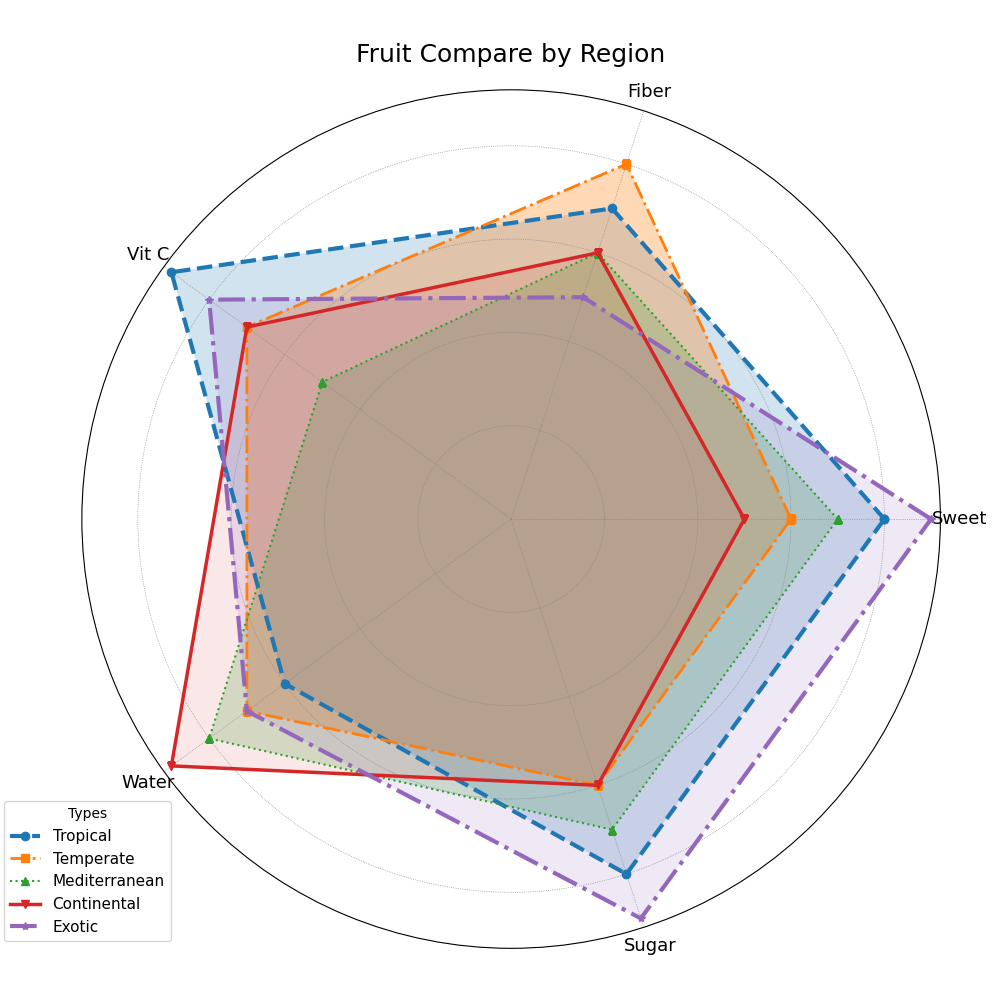 Fruit Compare by Region
Fiber
Vit C
Sweet
Water
Sugar
Types
Tropical
Temperate
Mediterranean
Continental
Exotic